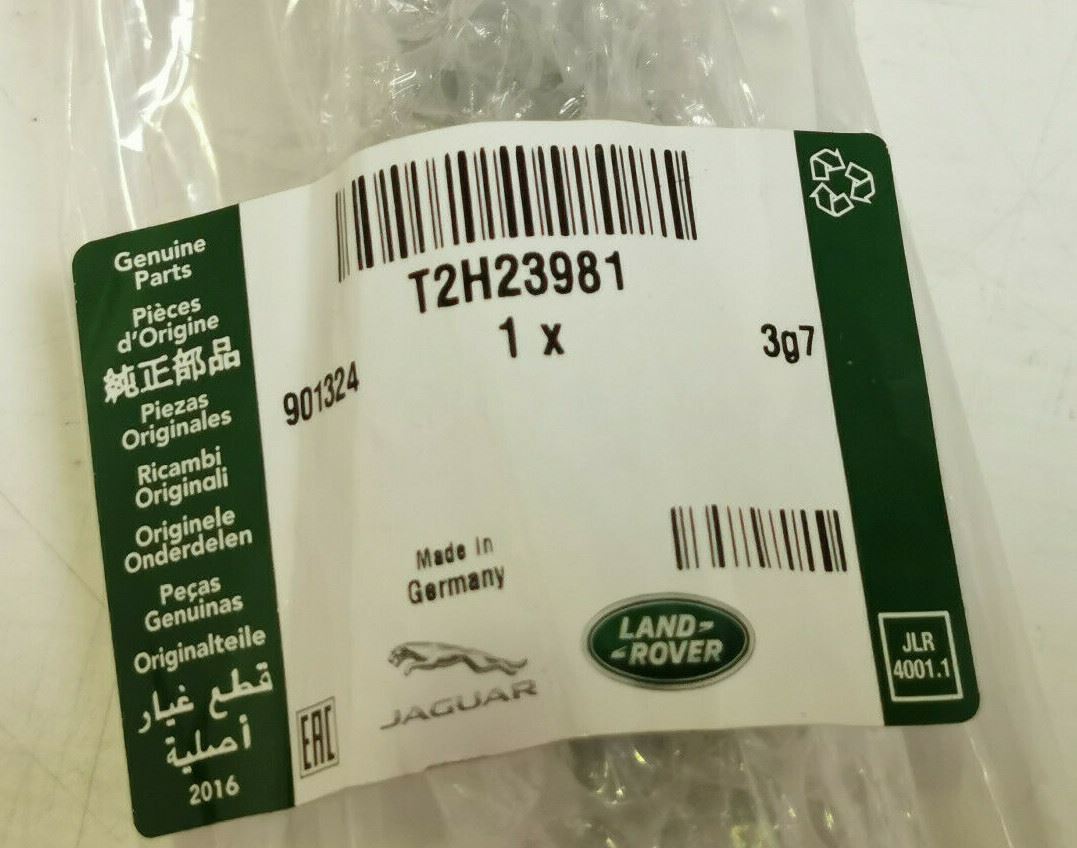 Genuine
Parts
Pièces
d'Origine
純正部品
Piezas
Originales
Ricambi
Originali
Originele
Onderdelen
Peças
Genuinas
Originalteile
قطع غيار
أصلية
2016
T2H23981
1 x
3g7
901324
Made in
Germany
JAGUAR
LAND-
-ROVER
EAC
JLR
4001.1